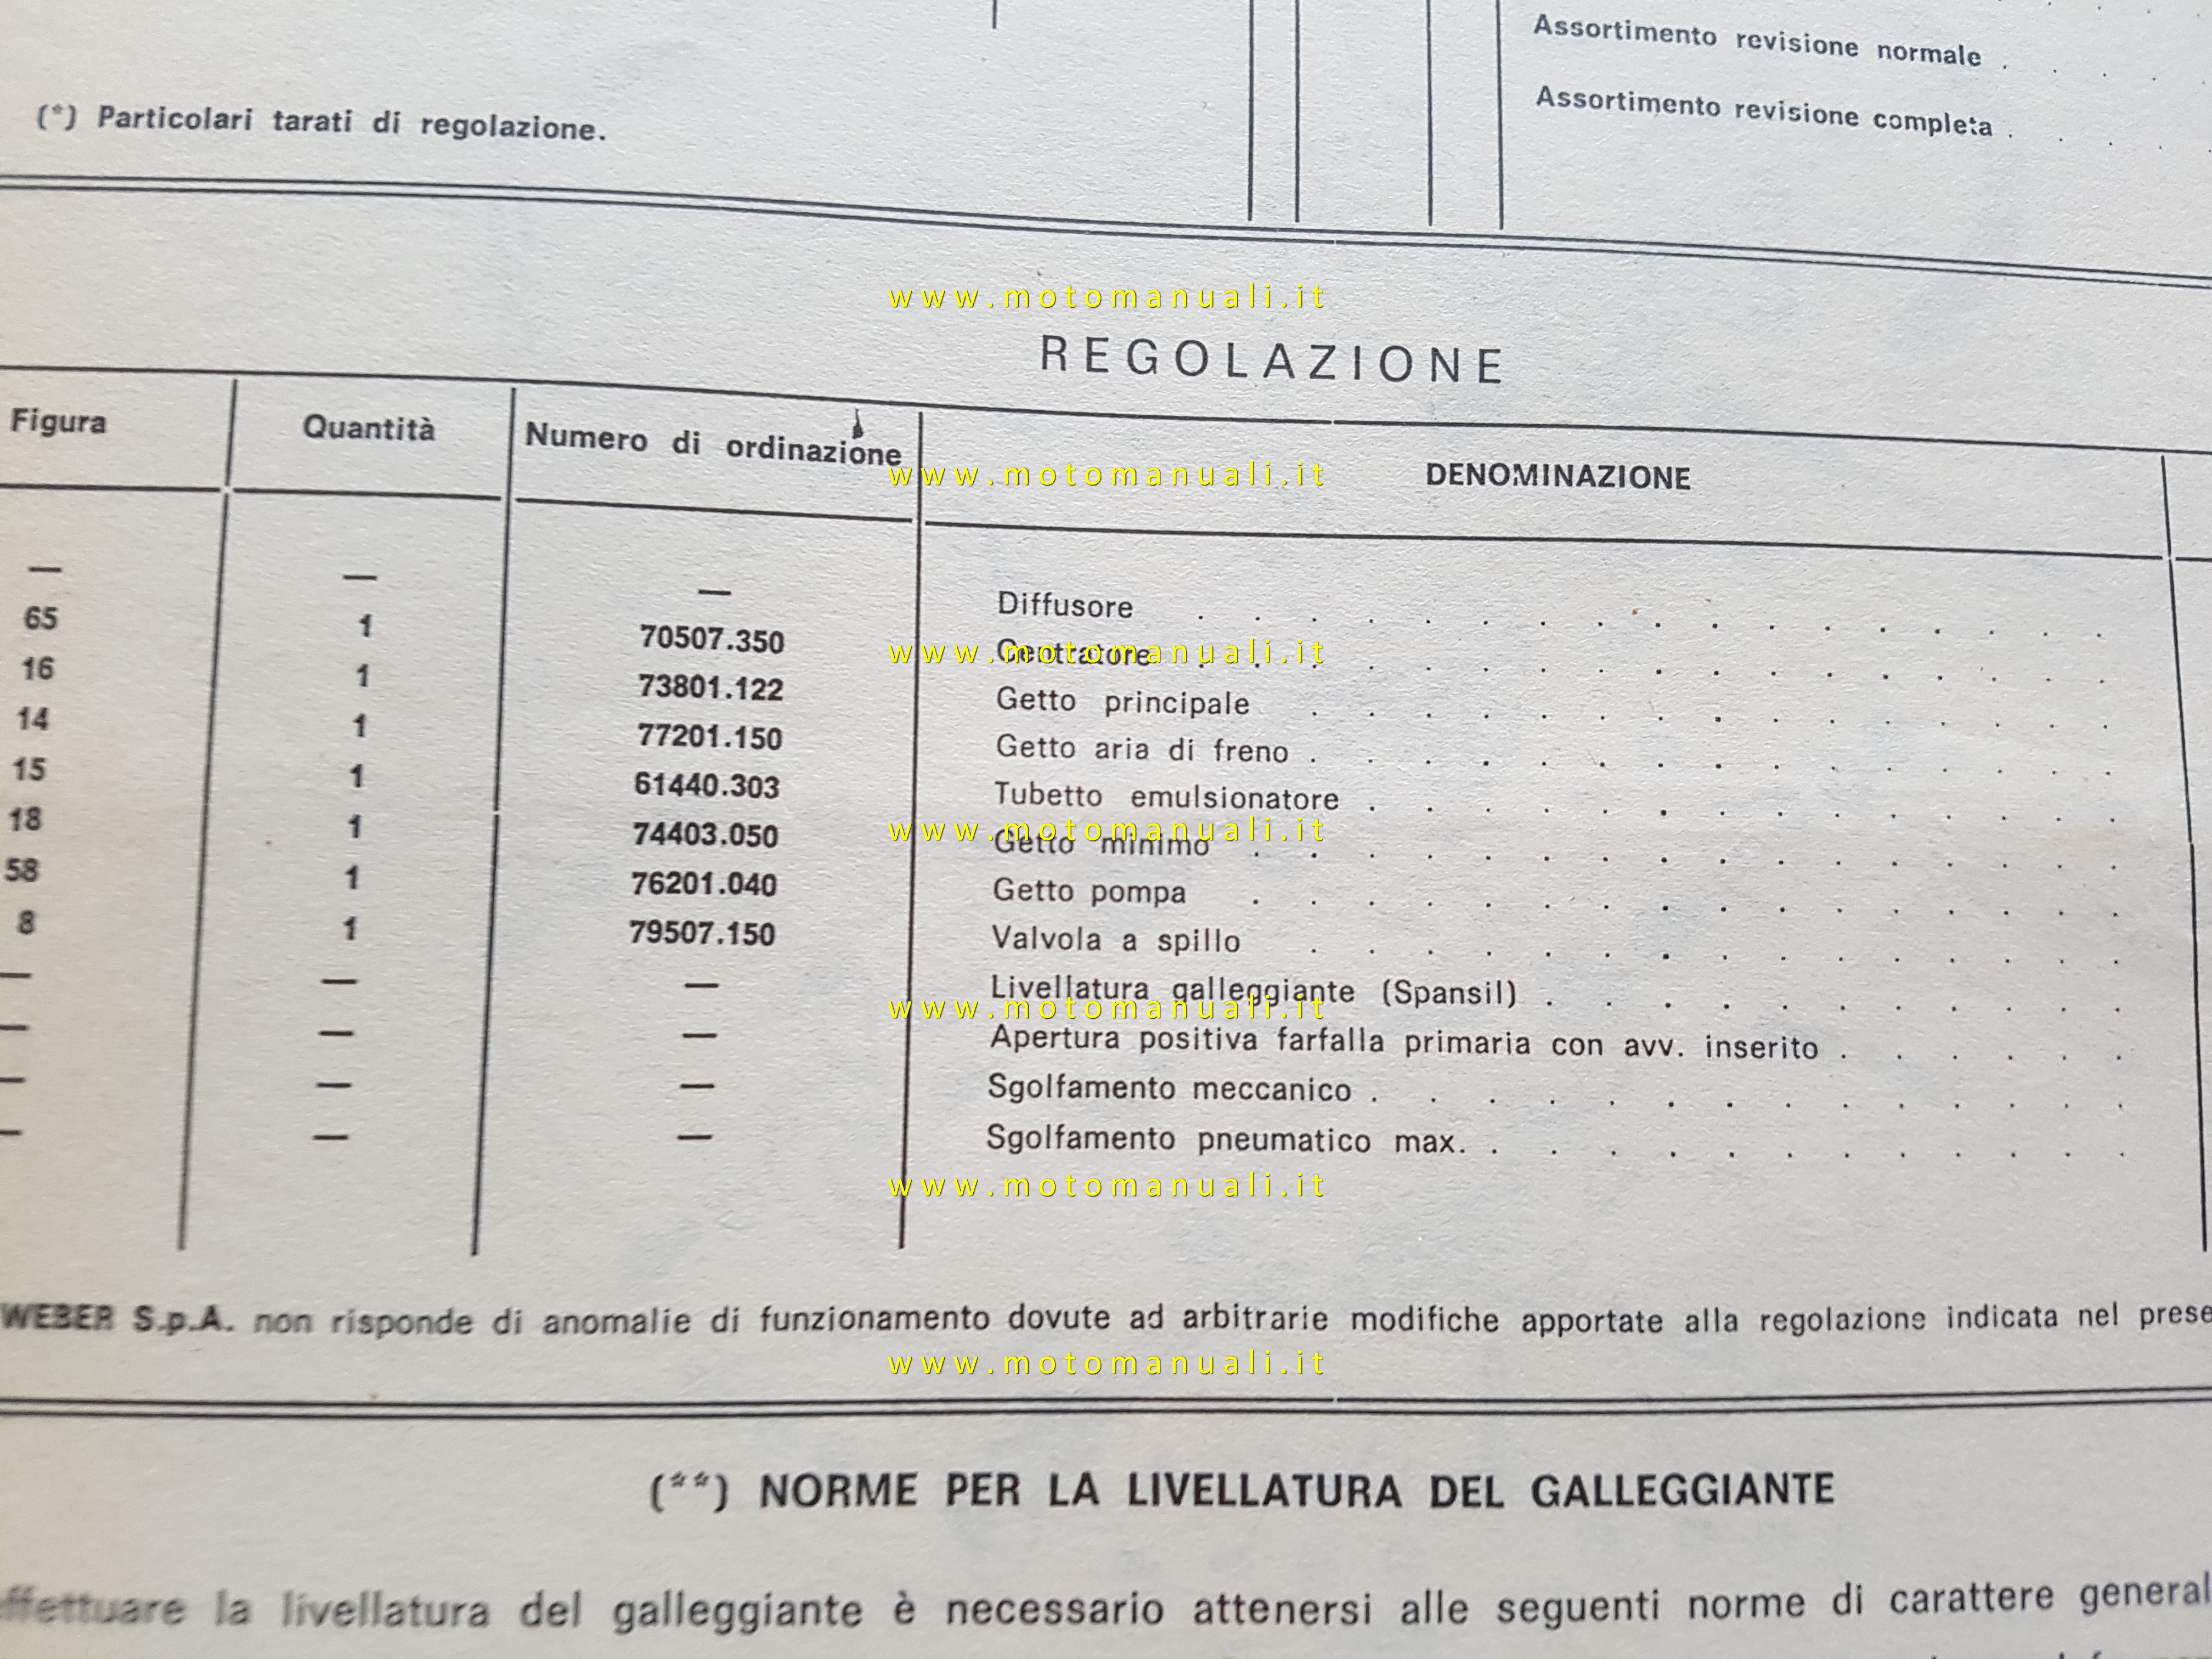 Assortimento revisione normale . . . .
Assortimento revisione completa . . . .
(*) Particolari tarati di regolazione.
www.motomanuali.it
REGOLAZIONE
Figura Quantità Numero di ordinazione DENOMINAZIONE
www.motomanuali.it
— — — Diffusore
65 1 70507.350 Centratore
www.motomanuali.it
16 1 73801.122 Getto principale
14 1 77201.150 Getto aria di freno
15 1 61440.303 Tubetto emulsionatore
18 1 74403.050 Getto minimo
www.motomanuali.it
58 1 76201.040 Getto pompa
8 1 79507.150 Valvola a spillo
— — — Livellatura galleggiante (Spansil)
www.motomanuali.it
— — — Apertura positiva farfalla primaria con avv. inserito
— — — Sgolfamento meccanico
— — — Sgolfamento pneumatico max.
www.motomanuali.it
WEBER S.p.A. non risponde di anomalie di funzionamento dovute ad arbitrarie modifiche apportate alla regolazione indicata nel prese
www.motomanuali.it
(**) NORME PER LA LIVELLATURA DEL GALLEGGIANTE
ffettuare la livellatura del galleggiante è necessario attenersi alle seguenti norme di carattere general